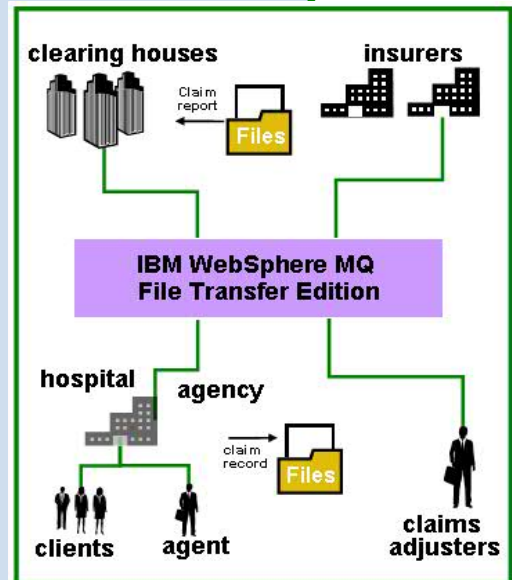 clearing houses
insurers
Claim
report
Files
IBM WebSphere MQ
File Transfer Edition
hospital
agency
claim
record
Files
clients
agent
claims
adjusters